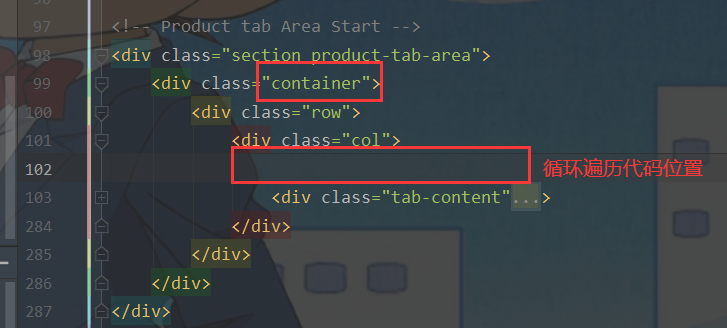 96
97 <!-- Product tab Area Start -->
98 <div class="section product-tab-area">
99 <div class="container">
100 <div class="row">
101 <div class="col">
102 循环遍历代码位置
103 <div class="tab-content"...>
284 </div>
285 </div>
286 </div>
287 </div>